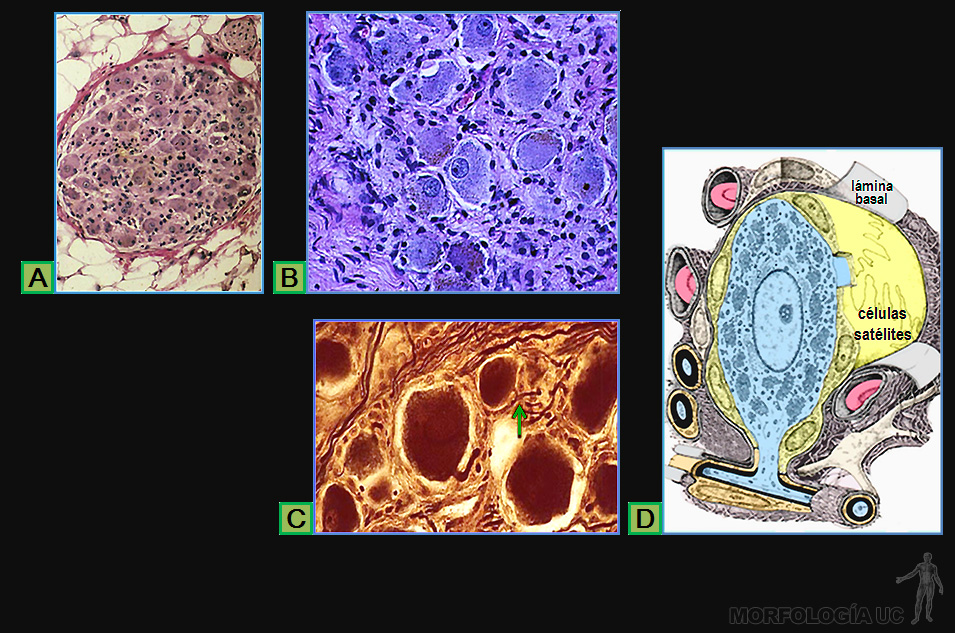 A
B
C
D
lámina
basal
células
satélites
MORFOLOGÍA UC